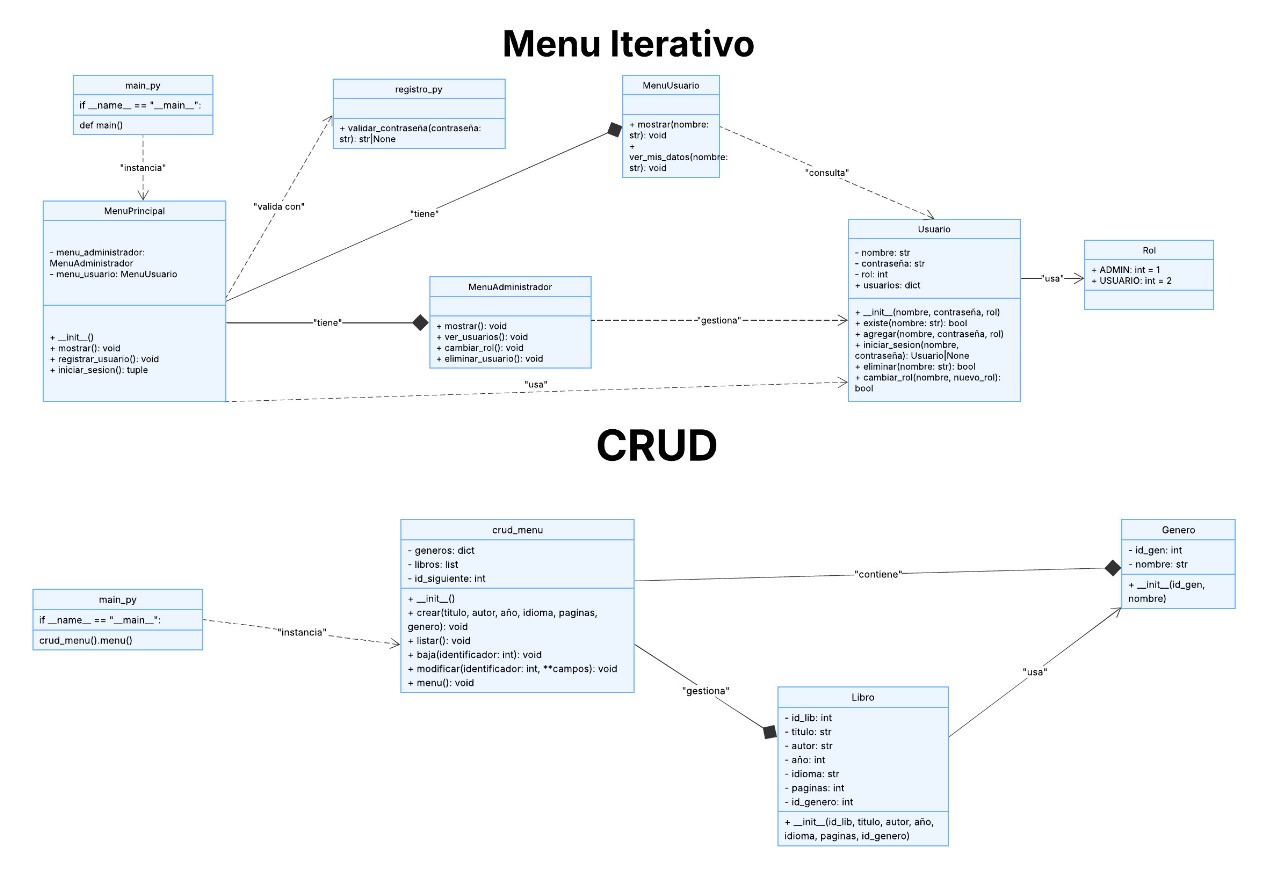 Menu Iterativo
main_py
if __name__ == "__main__":
def main()
"instancia"
registro_py
+ validar_contraseña(contraseña:
str): str|None
MenuUsuario
+ mostrar(nombre:
str): void
+
ver_mis_datos(nombre:
str): void
"valida con"
"tiene"
"consulta"
MenuPrincipal
- menu_administrador:
MenuAdministrador
- menu_usuario: MenuUsuario
+ __init__()
+ mostrar(): void
+ registrar_usuario(): void
+ iniciar_sesion(): tuple
"tiene"
MenuAdministrador
+ mostrar(): void
+ ver_usuarios(): void
+ cambiar_rol(): void
+ eliminar_usuario(): void
"gestiona"
"usa"
Usuario
- nombre: str
- contraseña: str
- rol: int
+ usuarios: dict
+ __init__(nombre, contraseña, rol)
+ existe(nombre: str): bool
+ agregar(nombre, contraseña, rol)
+ iniciar_sesion(nombre,
contraseña): Usuario|None
+ eliminar(nombre: str): bool
+ cambiar_rol(nombre, nuevo_rol):
bool
"usa"
Rol
+ ADMIN: int = 1
+ USUARIO: int = 2
CRUD
main_py
if __name__ == "__main__":
crud_menu().menu()
"instancia"
crud_menu
- generos: dict
- libros: list
- id_siguiente: int
+ __init__()
+ crear(titulo, autor, año, idioma, paginas,
genero): void
+ listar(): void
+ baja(identificador: int): void
+ modificar(identificador: int, **campos): void
+ menu(): void
"contiene"
"gestiona"
Genero
- id_gen: int
- nombre: str
+ __init__(id_gen,
nombre)
"usa"
Libro
- id_lib: int
- titulo: str
- autor: str
- año: int
- idioma: str
- paginas: int
- id_genero: int
+ __init__(id_lib, titulo, autor, año,
idioma, paginas, id_genero)